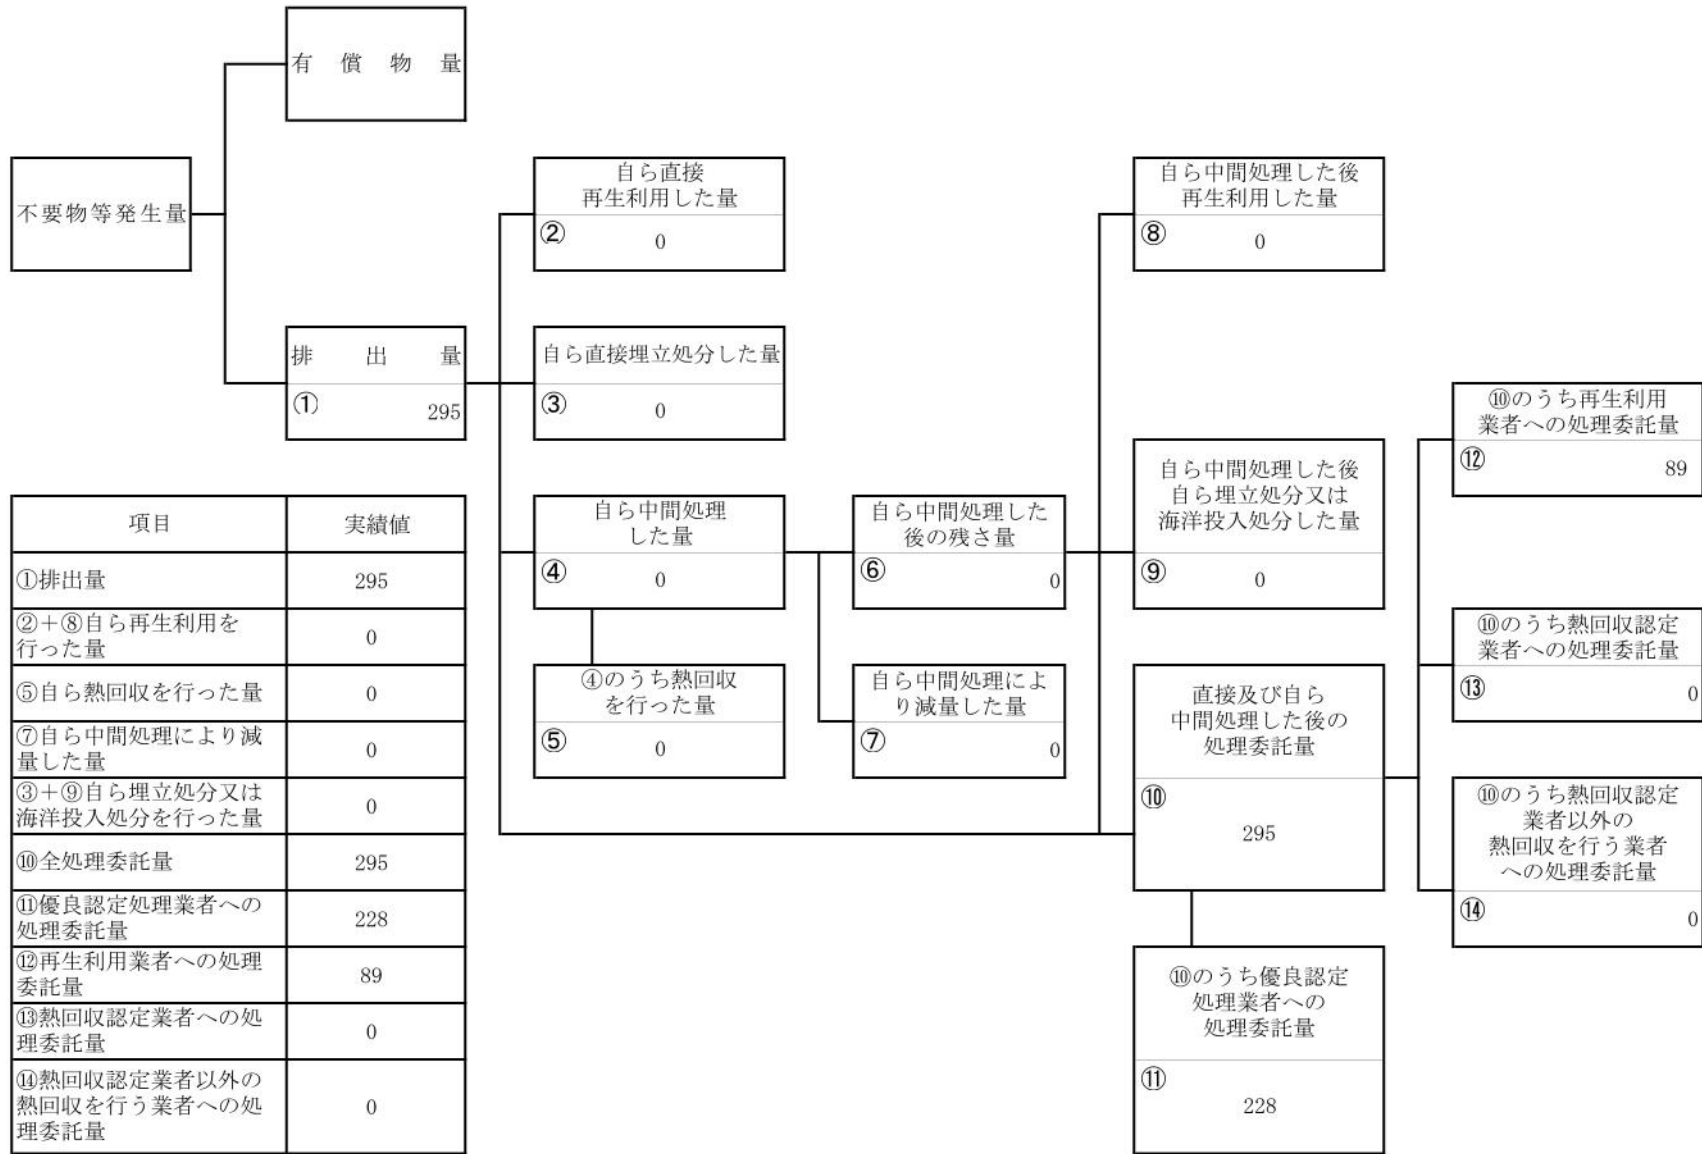 有償物量
不要物等発生量
排出量
①
295
自ら直接
再生利用した量
②
0
自ら直接埋立処分した量
③
0
自ら中間処理
した量
④
0
④のうち熱回収
を行った量
⑤
0
自ら中間処理した
後の残さ量
⑥
0
自ら中間処理によ
り減量した量
⑦
0
自ら中間処理した後
再生利用した量
⑧
0
自ら中間処理した後
自ら埋立処分又は
海洋投入処分した量
⑨
0
直接及び自ら
中間処理した後の
処理委託量
⑩
295
⑩のうち優良認定
処理業者への
処理委託量
⑪
228
⑩のうち再生利用
業者への処理委託量
⑫
89
⑩のうち熱回収認定
業者への処理委託量
⑬
0
⑩のうち熱回収認定
業者以外の
熱回収を行う業者
への処理委託量
⑭
0
項目 実績値
①排出量 295
②+⑧自ら再生利用を
行った量 0
⑤自ら熱回収を行った量 0
⑦自ら中間処理により減
量した量 0
③+⑨自ら埋立処分又は
海洋投入処分を行った量 0
⑩全処理委託量 295
⑪優良認定処理業者への
処理委託量 228
⑫再生利用業者への処理
委託量 89
⑬熱回収認定業者への処
理委託量 0
⑭熱回収認定業者以外の
熱回収を行う業者への処
理委託量 0